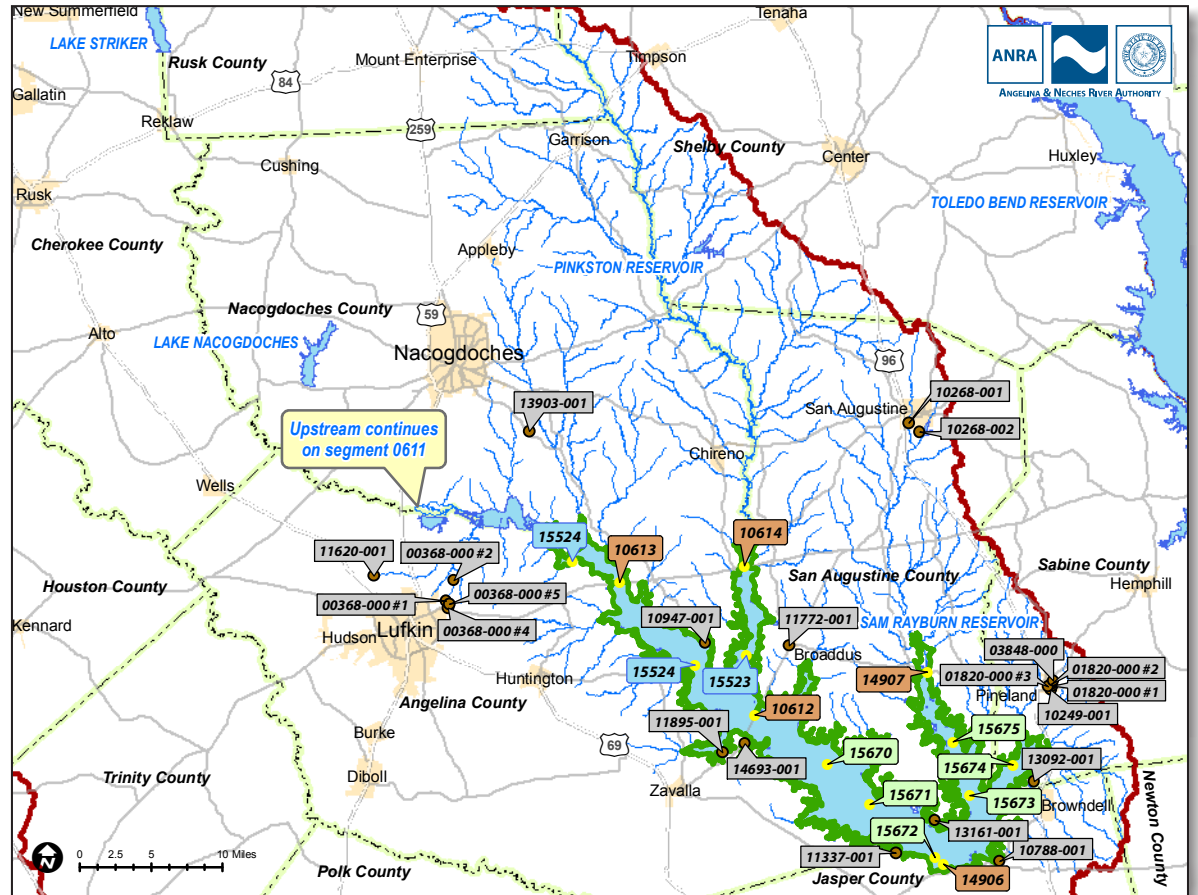 New Summerfield
Tenaha
LAKE STRIKER
Rusk County
Mount Enterprise
Timpson
ANRA
THE STATE OF TEXAS
ANGELINA & NECHES RIVER AUTHORITY
84
Gallatin
Reklaw
259
Garrison
Shelby County
Cushing
Center
Huxley
Rusk
TOLEDO BEND RESERVOIR
Cherokee County
Appleby
PINKSTON RESERVOIR
Nacogdoches County
59
Alto
LAKE NACOGDOCHES
Nacogdoches
96
13903-001
10268-001
San Augustine
10268-002
Upstream continues
on segment 0611
Chireno
Wells
11620-001
00368-000 #2
15524
10613
10614
Sabine County
Houston County
San Augustine County
Hemphill
00368-000 #1
00368-000 #5
Kennard
Hudson
Lufkin
00368-000 #4
10947-001
11772-001
SAM RAYBURN RESERVOIR
Broaddus
03848-000
15524
15523
14907
01820-000 #3
01820-000 #2
Pineland
01820-000 #1
Huntington
Angelina County
10612
10249-001
Burke
11895-001
69
15670
15675
15674
13092-001
Diboll
14693-001
Trinity County
Zavalla
15671
15673
Browndell
Newton County
15672
13161-001
N
0 2.5 5 10 Miles
11337-001
10788-001
Polk County
Jasper County
14906